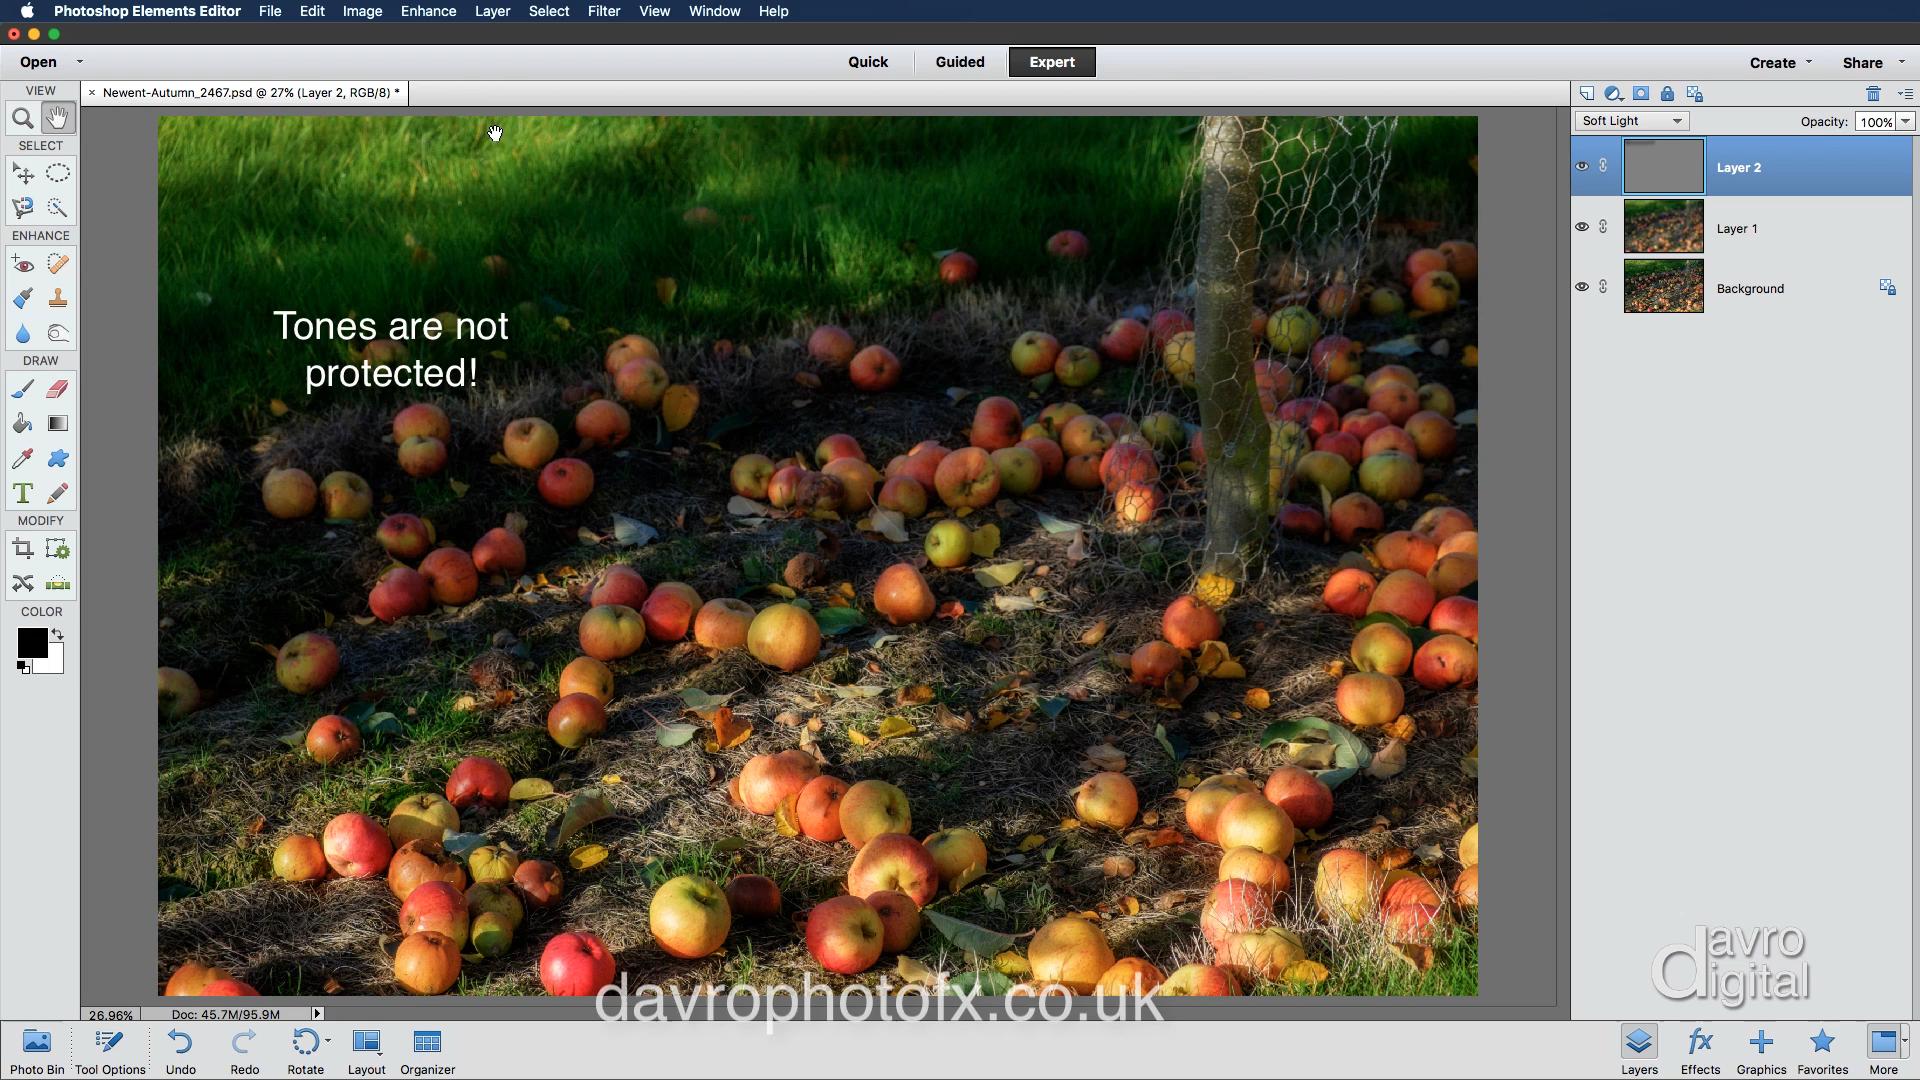 Photoshop Elements Editor File Edit Image Enhance Layer Select Filter View Window Help
Open Quick Guided Expert Create Share
VIEW
× Newent-Autumn_2467.psd @ 27% (Layer 2, RGB/8) *
Soft Light Opacity: 100%
SELECT
Layer 2
Layer 1
ENHANCE
Background
Tones are not
protected!
DRAW
T
MODIFY
COLOR
davro
digital
davrophotofx.co.uk
26.96% Doc: 45.7M/95.9M
fx
Photo Bin Tool Options Undo Redo Rotate Layout Organizer Layers Effects Graphics Favorites More